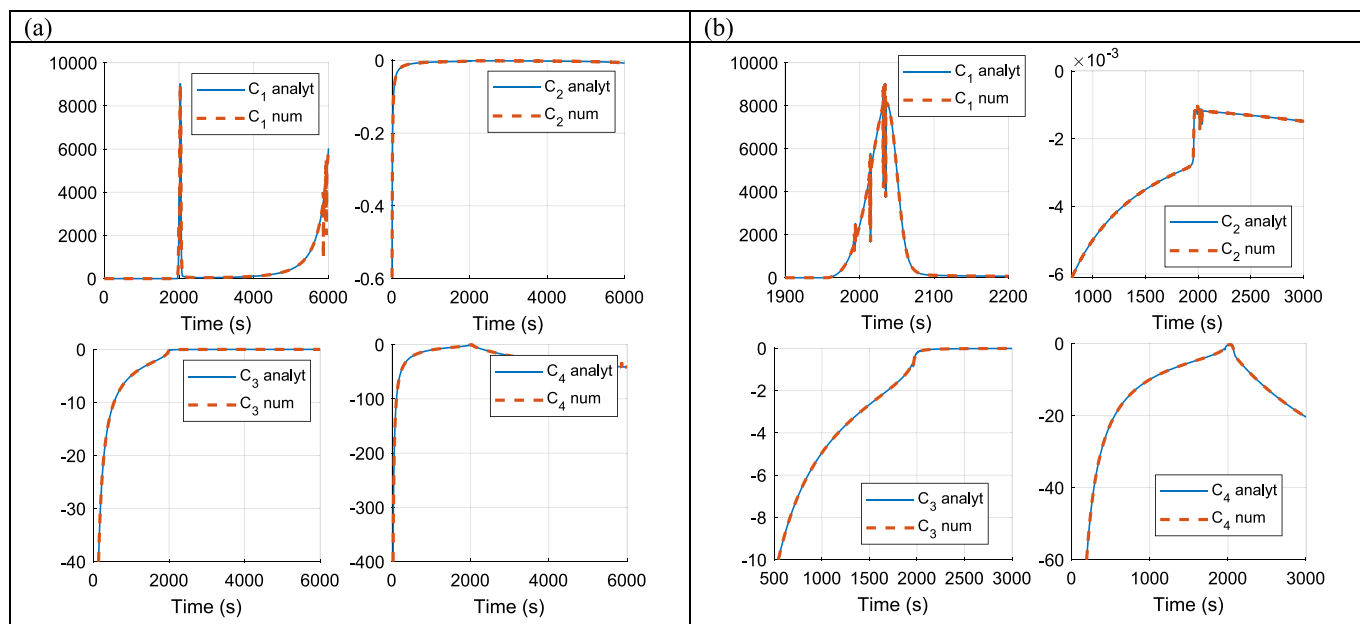 (a)
10000
8000
6000
4000
2000
0
0 2000 4000 6000
Time (s)
C1 analyt
C1 num
0
-0.2
-0.4
-0.6
0 2000 4000 6000
Time (s)
C2 analyt
C2 num
0
-10
-20
-30
-40
0 2000 4000 6000
Time (s)
C3 analyt
C3 num
0
-100
-200
-300
-400
0 2000 4000 6000
Time (s)
C4 analyt
C4 num
(b)
10000
8000
6000
4000
2000
0
1900 2000 2100 2200
Time (s)
C1 analyt
C1 num
×10-3
0
-2
-4
-6
1000 1500 2000 2500 3000
Time (s)
C2 analyt
C2 num
0
-2
-4
-6
-8
-10
500 1000 1500 2000 2500 3000
Time (s)
C3 analyt
C3 num
0
-20
-40
-60
0 1000 2000 3000
Time (s)
C4 analyt
C4 num